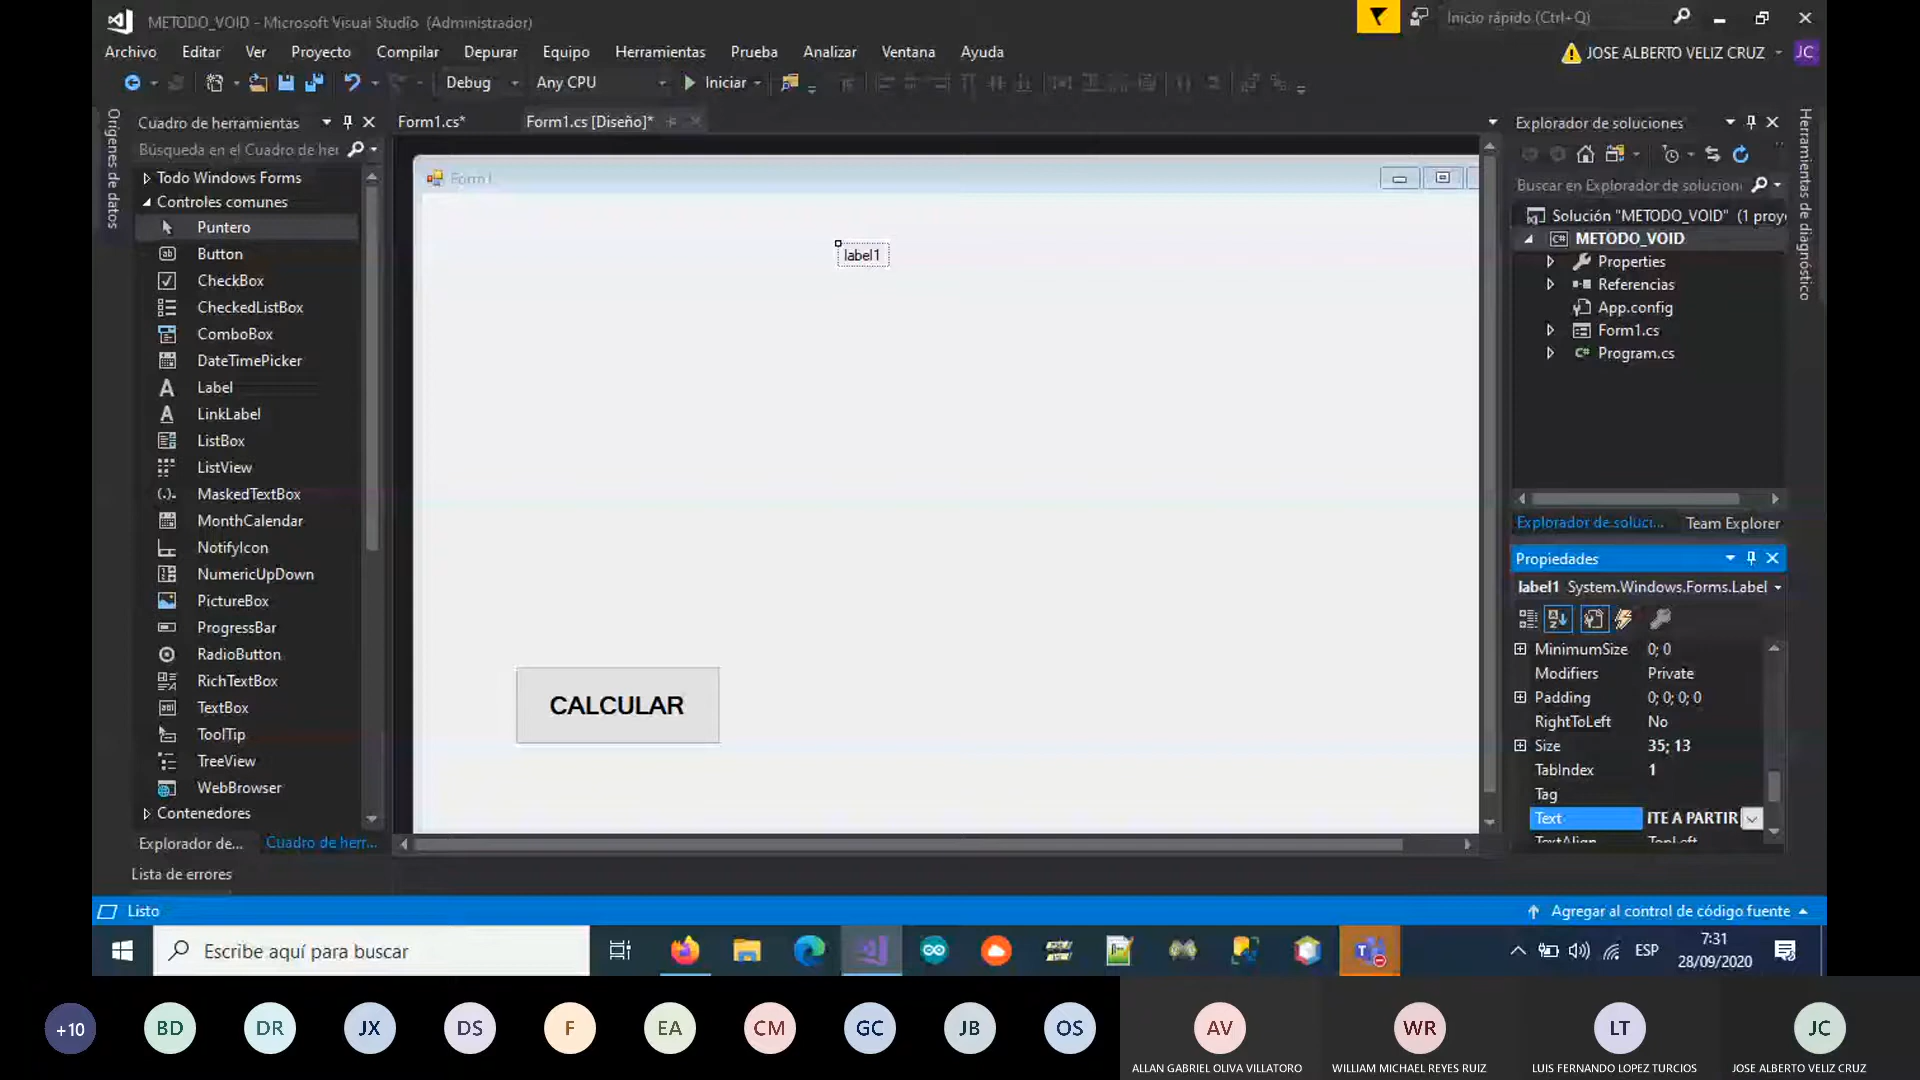 METODO_VOID - Microsoft Visual Studio (Administrador)
Inicio rápido (Ctrl+Q)
Archivo Editar Ver Proyecto Compilar Depurar Equipo Herramientas Prueba Analizar Ventana Ayuda
JOSE ALBERTO VELIZ CRUZ
JC
Debug
Any CPU
Iniciar
Orígenes de datos
Cuadro de herramientas
Búsqueda en el Cuadro de her
Todo Windows Forms
Controles comunes
Puntero
Button
CheckBox
CheckedListBox
ComboBox
DateTimePicker
Label
LinkLabel
ListBox
ListView
MaskedTextBox
MonthCalendar
NotifyIcon
NumericUpDown
PictureBox
ProgressBar
RadioButton
RichTextBox
TextBox
ToolTip
TreeView
WebBrowser
Contenedores
Explorador de...
Cuadro de herr...
Form1.cs*
Form1.cs [Diseño]*
Form1
label1
CALCULAR
Explorador de soluciones
Buscar en Explorador de solucion
Solución "METODO_VOID" (1 proy
METODO_VOID
Properties
Referencias
App.config
Form1.cs
Program.cs
Explorador de soluci...
Team Explorer
Herramientas de diagnóstico
Propiedades
label1 System.Windows.Forms.Label
MinimumSize 0; 0
Modifiers Private
Padding 0; 0; 0; 0
RightToLeft No
Size 35; 13
TabIndex 1
Tag
Text ITE A PARTIR
TextAlign TopLeft
Lista de errores
Listo
Agregar al control de código fuente
Escribe aquí para buscar
ESP
7:31
28/09/2020
+10
BD
DR
JX
DS
F
EA
CM
GC
JB
OS
AV
WR
LT
JC
ALLAN GABRIEL OLIVA VILLATORO
WILLIAM MICHAEL REYES RUIZ
LUIS FERNANDO LOPEZ TURCIOS
JOSE ALBERTO VELIZ CRUZ